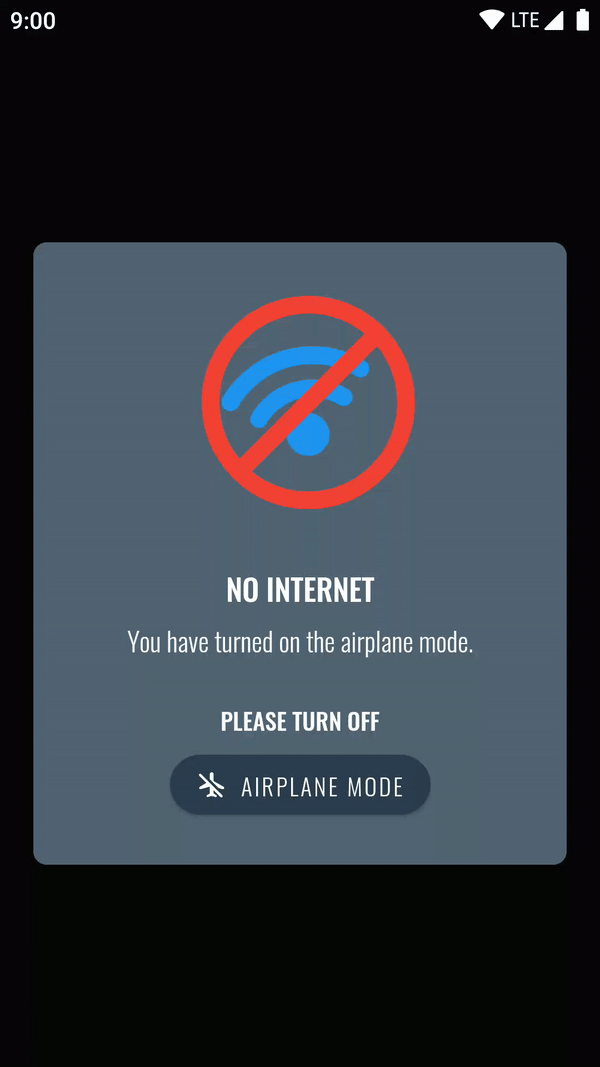 9:00 LTE
NO INTERNET
You have turned on the airplane mode.
PLEASE TURN OFF
AIRPLANE MODE